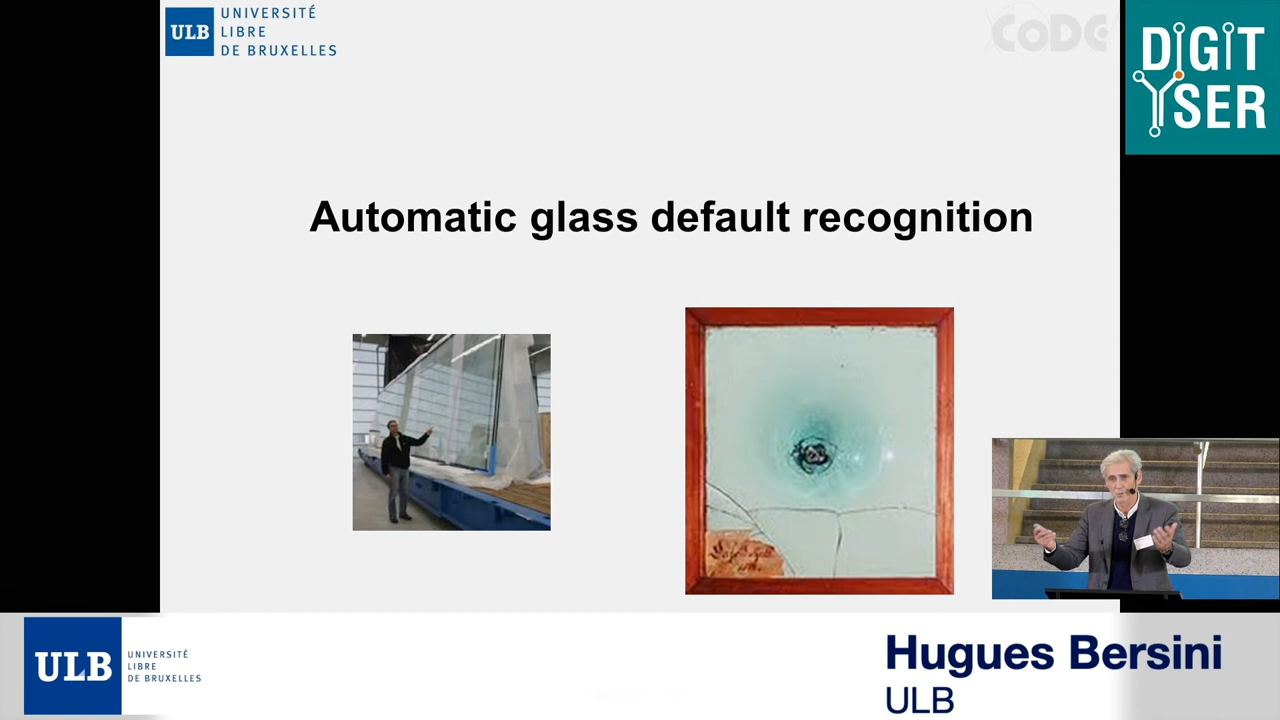 ULB
UNIVERSITÉ
LIBRE
DE BRUXELLES
CoDE
DIGIT
YSER
Automatic glass default recognition
ULB
UNIVERSITÉ
LIBRE
DE BRUXELLES
Hugues Bersini
ULB